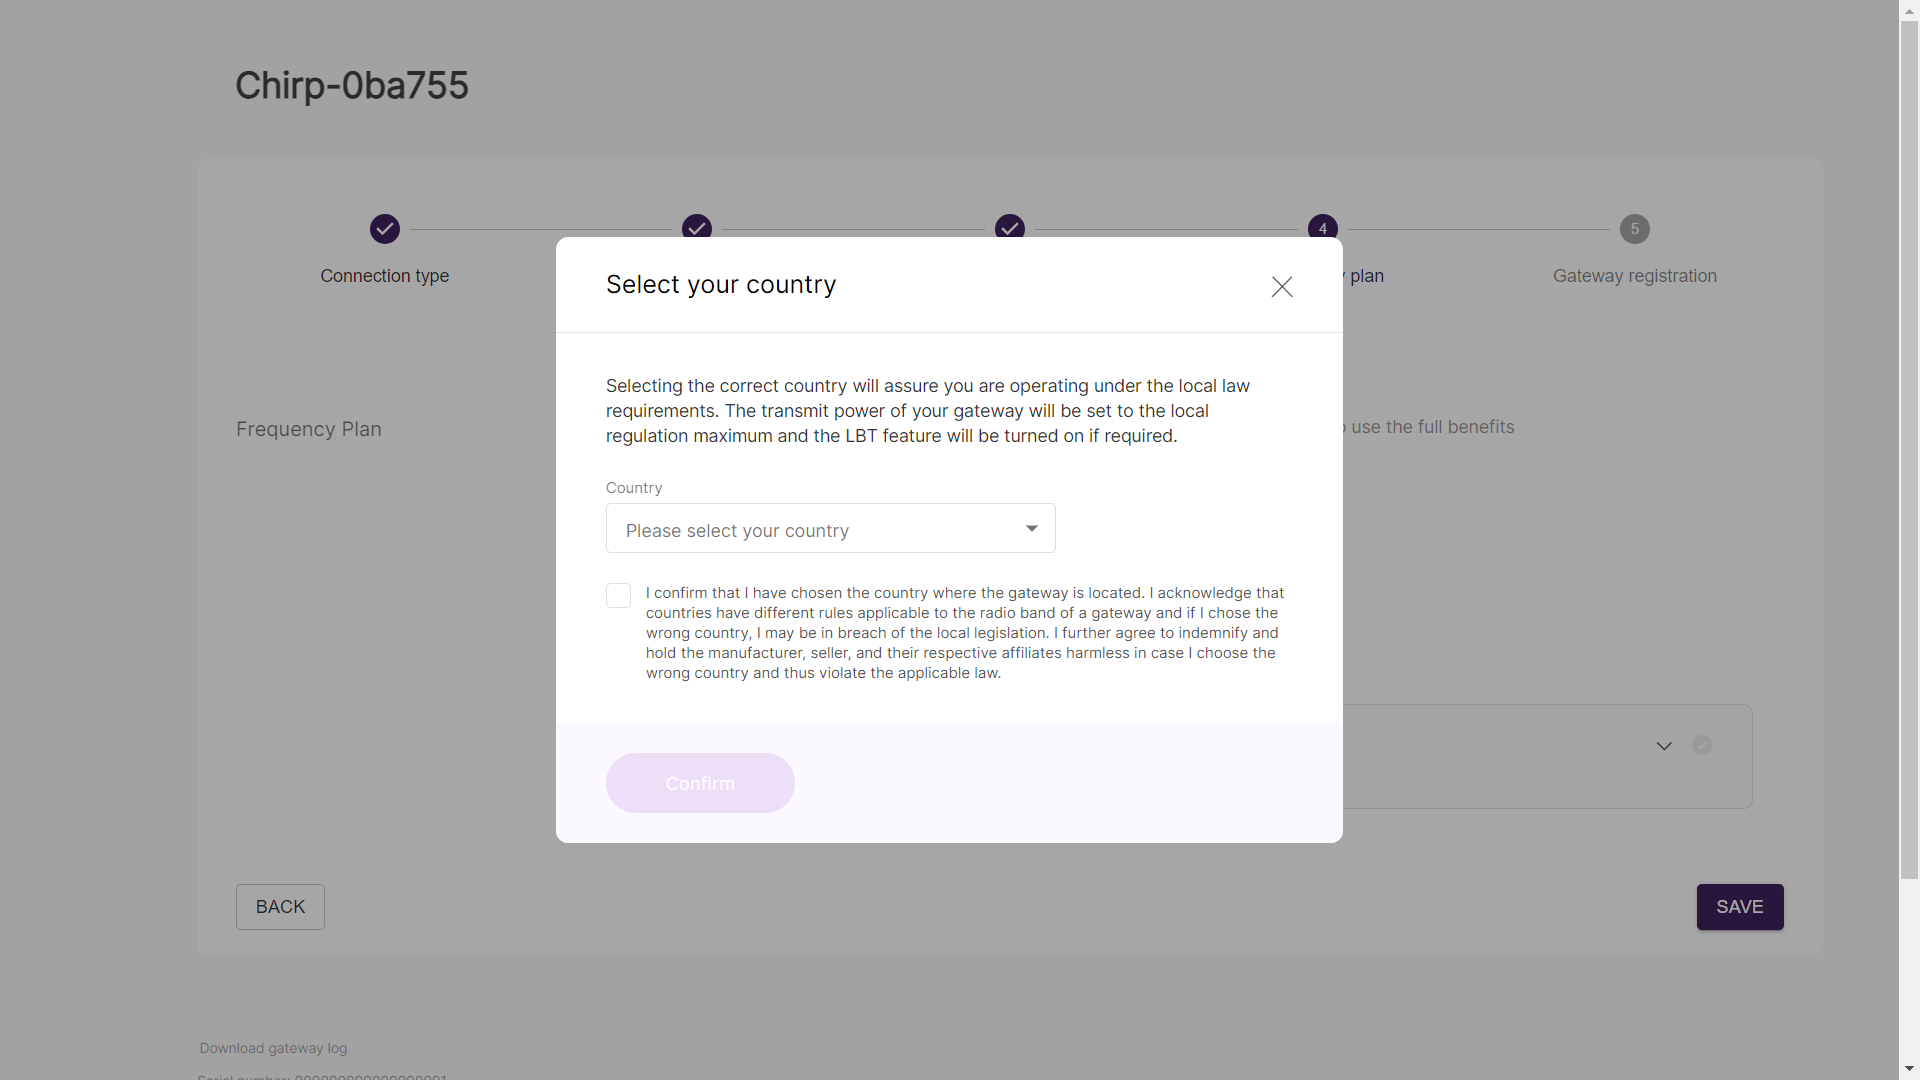 Chirp-0ba755
4
5
Connection type
plan
Gateway registration
Select your country
Selecting the correct country will assure you are operating under the local law
requirements. The transmit power of your gateway will be set to the local
regulation maximum and the LBT feature will be turned on if required.
Frequency Plan
use the full benefits
Country
Please select your country
I confirm that I have chosen the country where the gateway is located. I acknowledge that
countries have different rules applicable to the radio band of a gateway and if I chose the
wrong country, I may be in breach of the local legislation. I further agree to indemnify and
hold the manufacturer, seller, and their respective affiliates harmless in case I choose the
wrong country and thus violate the applicable law.
Confirm
BACK
SAVE
Download gateway log